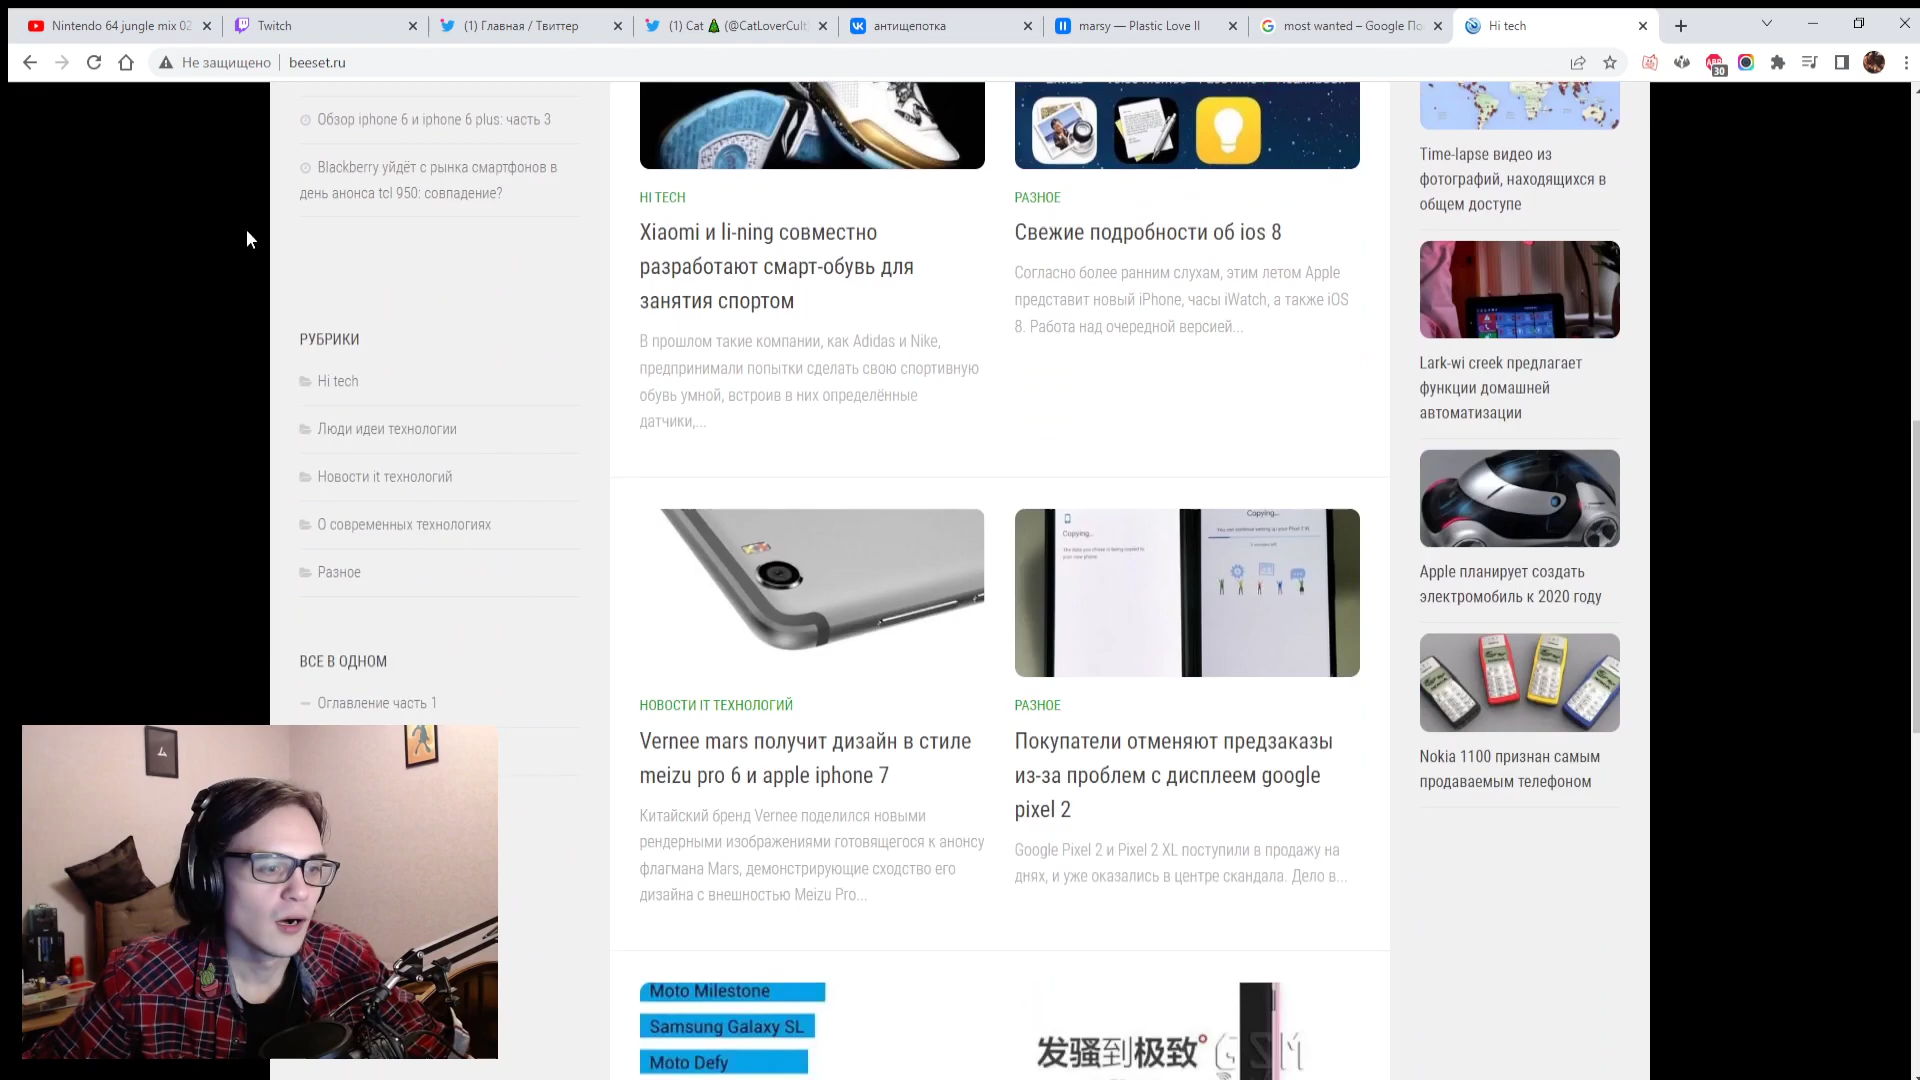 Nintendo 64 jungle mix 02
Twitch
(1) Главная / Твиттер
(1) Cat 🌲 (@CatLoverCult
антищепотка
marsy — Plastic Love II
most wanted – Google По
Hi tech
Не защищено
beeset.ru
30
Обзор iphone 6 и iphone 6 plus: часть 3
Blackberry уйдёт с рынка смартфонов в
день анонса tcl 950: совпадение?
РУБРИКИ
Hi tech
Люди идеи технологии
Новости it технологий
О современных технологиях
Разное
ВСЕ В ОДНОМ
Оглавление часть 1
HI TECH
Xiaomi и li-ning совместно
разработают смарт-обувь для
занятия спортом
В прошлом такие компании, как Adidas и Nike,
предпринимали попытки сделать свою спортивную
обувь умной, встроив в них определённые
датчики,...
РАЗНОЕ
Свежие подробности об ios 8
Согласно более ранним слухам, этим летом Apple
представит новый iPhone, часы iWatch, а также iOS
8. Работа над очередной версией...
Copying...
Copying...
НОВОСТИ IT ТЕХНОЛОГИЙ
Vernee mars получит дизайн в стиле
meizu pro 6 и apple iphone 7
Китайский бренд Vernee поделился новыми
рендерными изображениями готовящегося к анонсу
флагмана Mars, демонстрирующие сходство его
дизайна с внешностью Meizu Pro...
РАЗНОЕ
Покупатели отменяют предзаказы
из-за проблем с дисплеем google
pixel 2
Google Pixel 2 и Pixel 2 XL поступили в продажу на
днях, и уже оказались в центре скандала. Дело в...
Moto Milestone
Samsung Galaxy SL
Moto Defy
发骚到极致
GSM
Time-lapse видео из
фотографий, находящихся в
общем доступе
Lark-wi creek предлагает
функции домашней
автоматизации
Apple планирует создать
электромобиль к 2020 году
Nokia 1100 признан самым
продаваемым телефоном